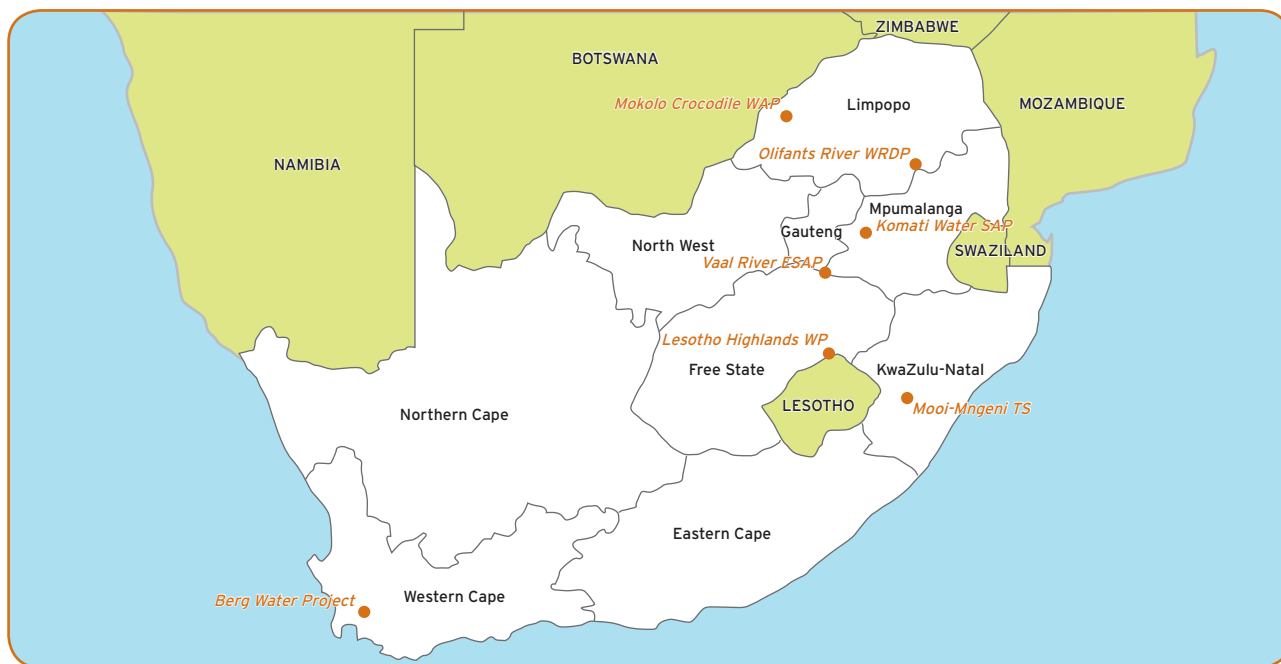 ZIMBABWE
BOTSWANA
Mokolo Crocodile WAP
Limpopo
MOZAMBIQUE
Olifants River WRDP
NAMIBIA
Mpumalanga
Komati Water SAP
Gauteng
North West
SWAZILAND
Vaal River ESAP
Lesotho Highlands WP
Free State
KwaZulu-Natal
LESOTHO
Mooi-Mngeni TS
Northern Cape
Eastern Cape
Western Cape
Berg Water Project